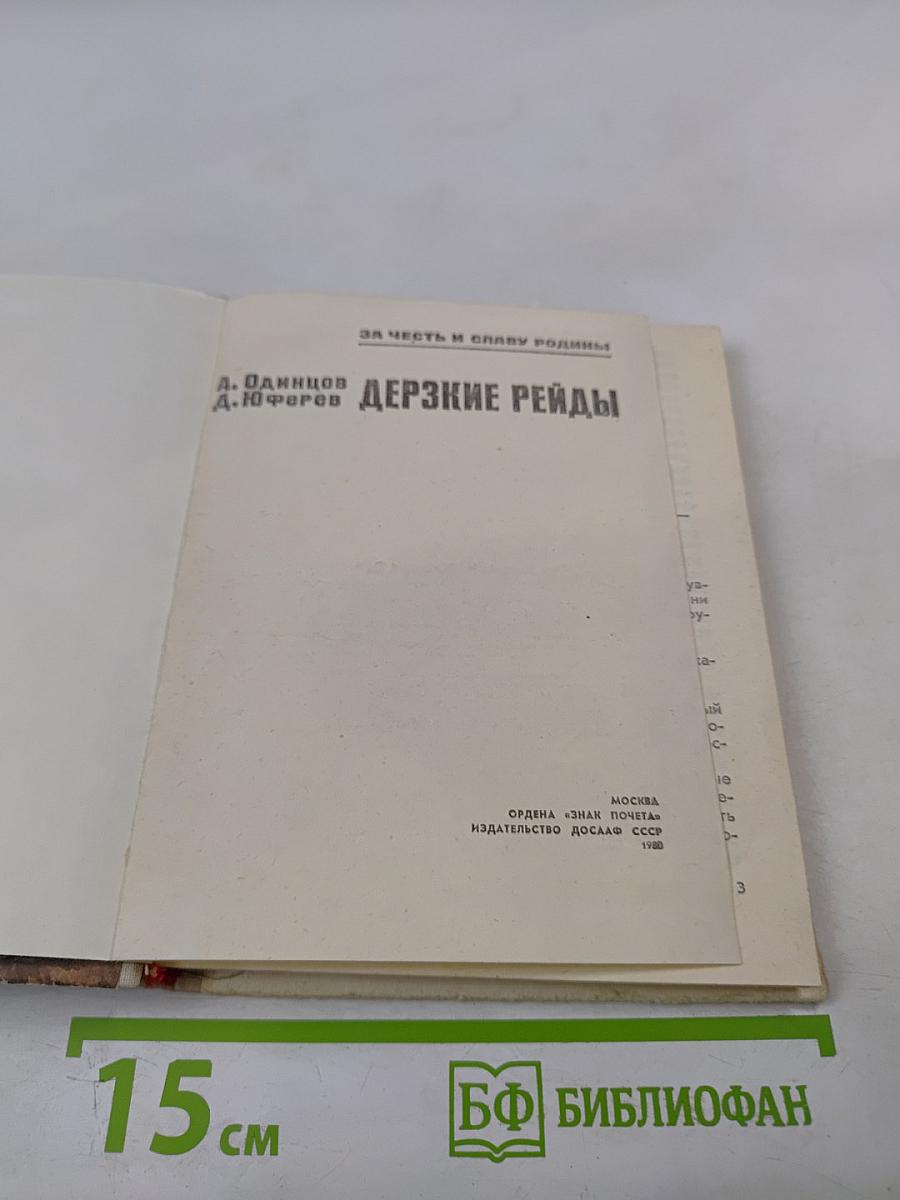 ЗА ЧЕСТЬ И СЛАВУ РОДИНЫ
Д. Одинцов
Д. Юферев
ДЕРЗКИЕ РЕЙДЫ
МОСКВА
ОРДЕНА «ЗНАК ПОЧЕТА»
ИЗДАТЕЛЬСТВО ДОСААФ СССР
1980
3
15 см
БФ БИБЛИОФАН